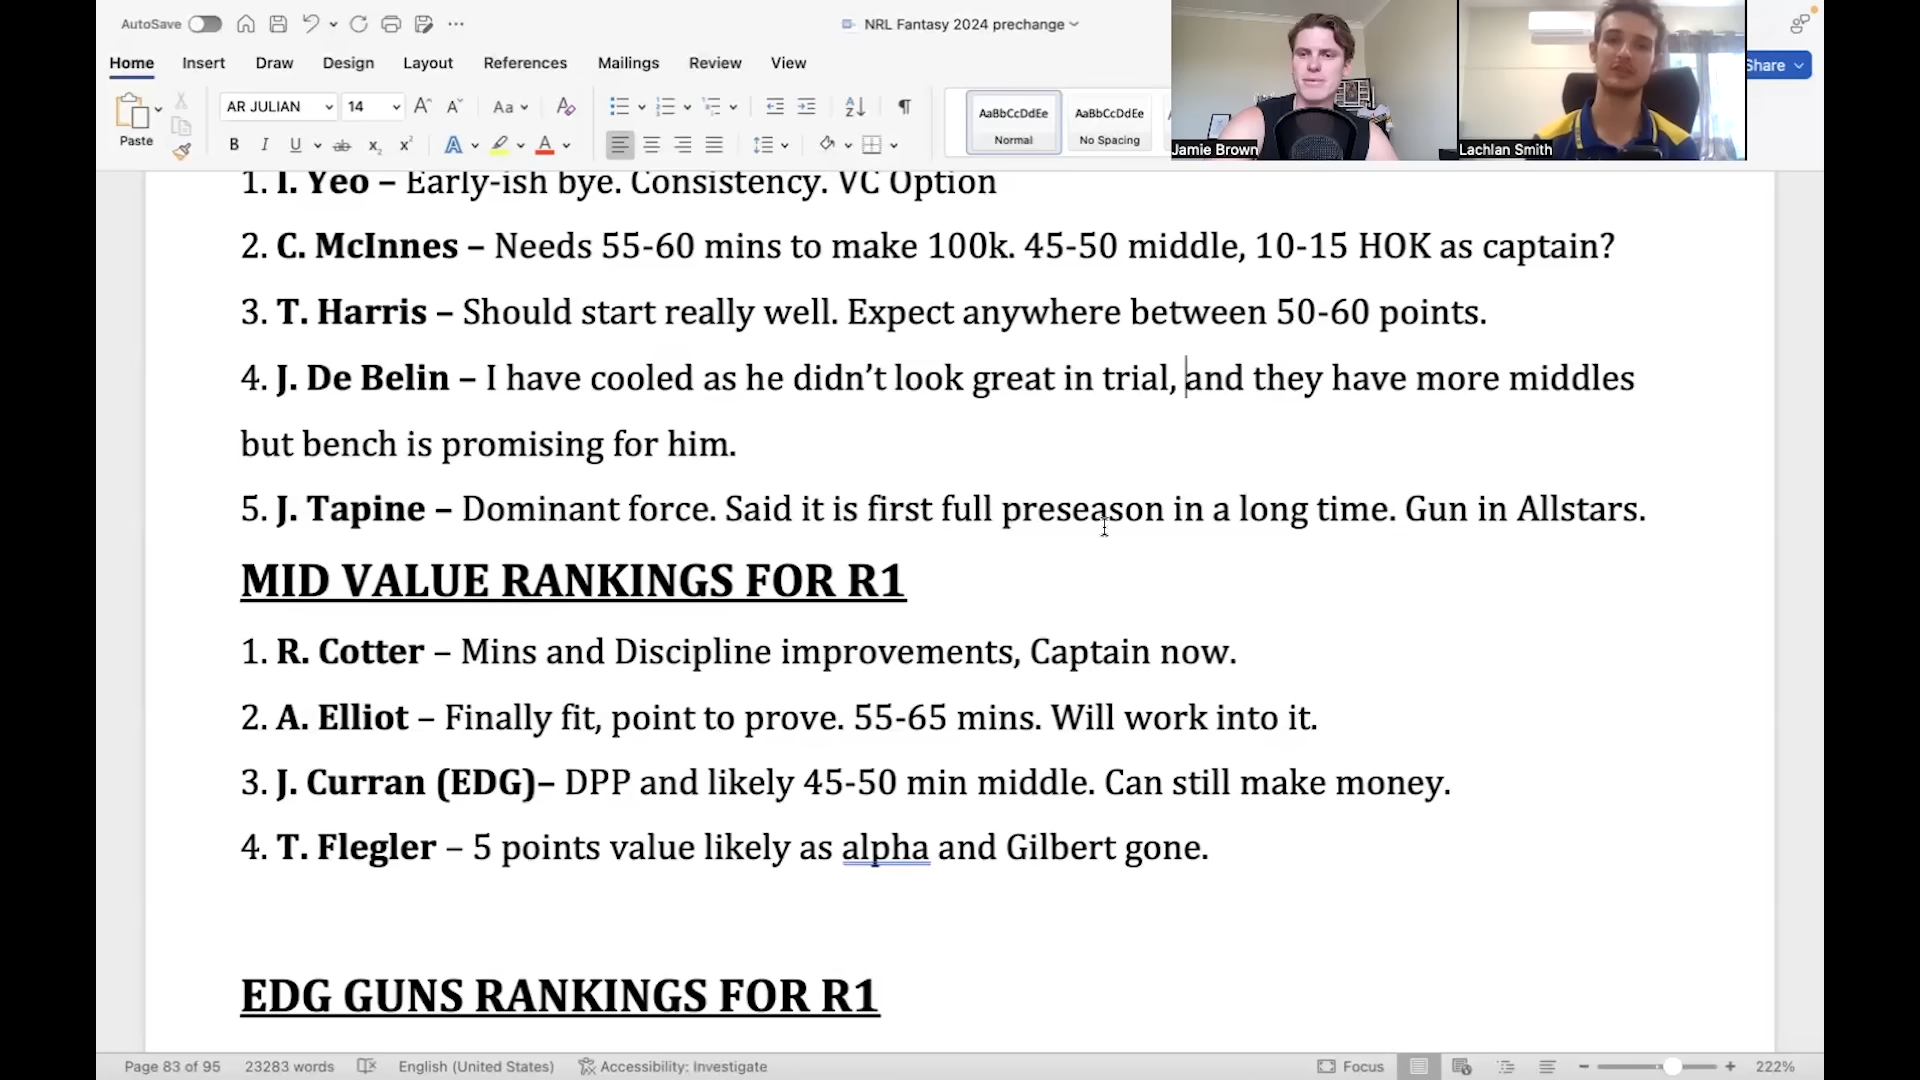 AutoSave
NRL Fantasy 2024 prechange
Share
Home Insert Draw Design Layout References Mailings Review View
Paste
AR JULIAN 14
AaBbCcDdEe
Normal
AaBbCcDdEe
No Spacing
Jamie Brown
Lachlan Smith
1. I. Yeo – Early-ish bye. Consistency. VC Option
2. C. McInnes – Needs 55-60 mins to make 100k. 45-50 middle, 10-15 HOK as captain?
3. T. Harris – Should start really well. Expect anywhere between 50-60 points.
4. J. De Belin – I have cooled as he didn’t look great in trial, and they have more middles
but bench is promising for him.
5. J. Tapine – Dominant force. Said it is first full preseason in a long time. Gun in Allstars.
MID VALUE RANKINGS FOR R1
1. R. Cotter – Mins and Discipline improvements, Captain now.
2. A. Elliot – Finally fit, point to prove. 55-65 mins. Will work into it.
3. J. Curran (EDG)– DPP and likely 45-50 min middle. Can still make money.
4. T. Flegler – 5 points value likely as alpha and Gilbert gone.
EDG GUNS RANKINGS FOR R1
Page 83 of 95 23283 words English (United States) Accessibility: Investigate Focus 222%